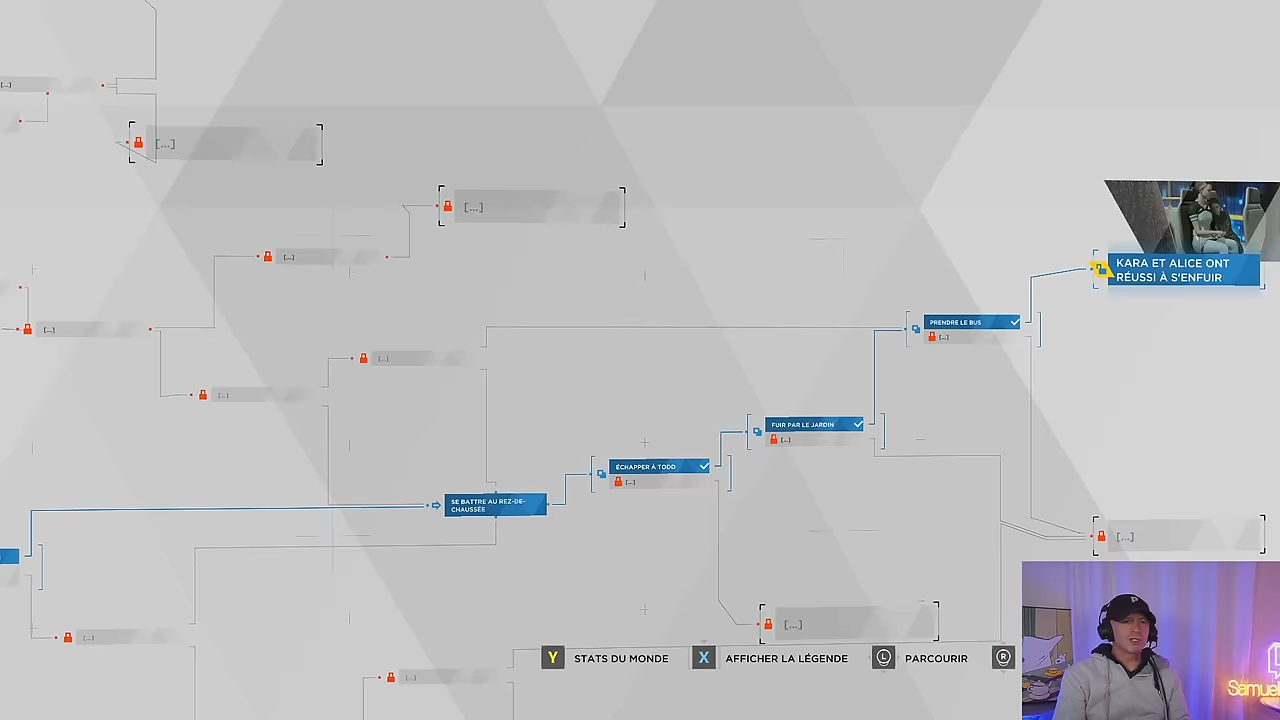 [...]
[...]
[...]
[...]
KARA ET ALICE ONT
RÉUSSI À S'ENFUIR
PRENDRE LE BUS
[...]
[...]
[...]
[...]
FUIR PAR LE JARDIN
[...]
ÉCHAPPER À TODD
[...]
SE BATTRE AU REZ-DE-
CHAUSSÉE
[...]
[...]
[...]
[...]
Y STATS DU MONDE X AFFICHER LA LÉGENDE L PARCOURIR R
Samuel